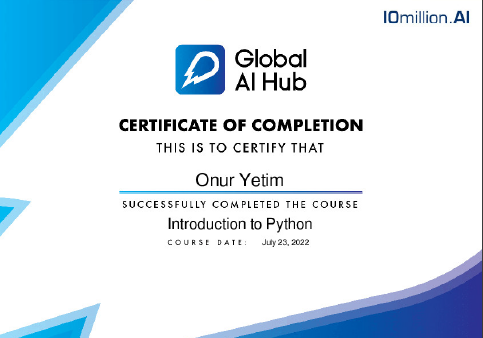 10million.AI
Global
AI Hub
CERTIFICATE OF COMPLETION
THIS IS TO CERTIFY THAT
Onur Yetim
SUCCESSFULLY COMPLETED THE COURSE
Introduction to Python
COURSE DATE: July 23, 2022